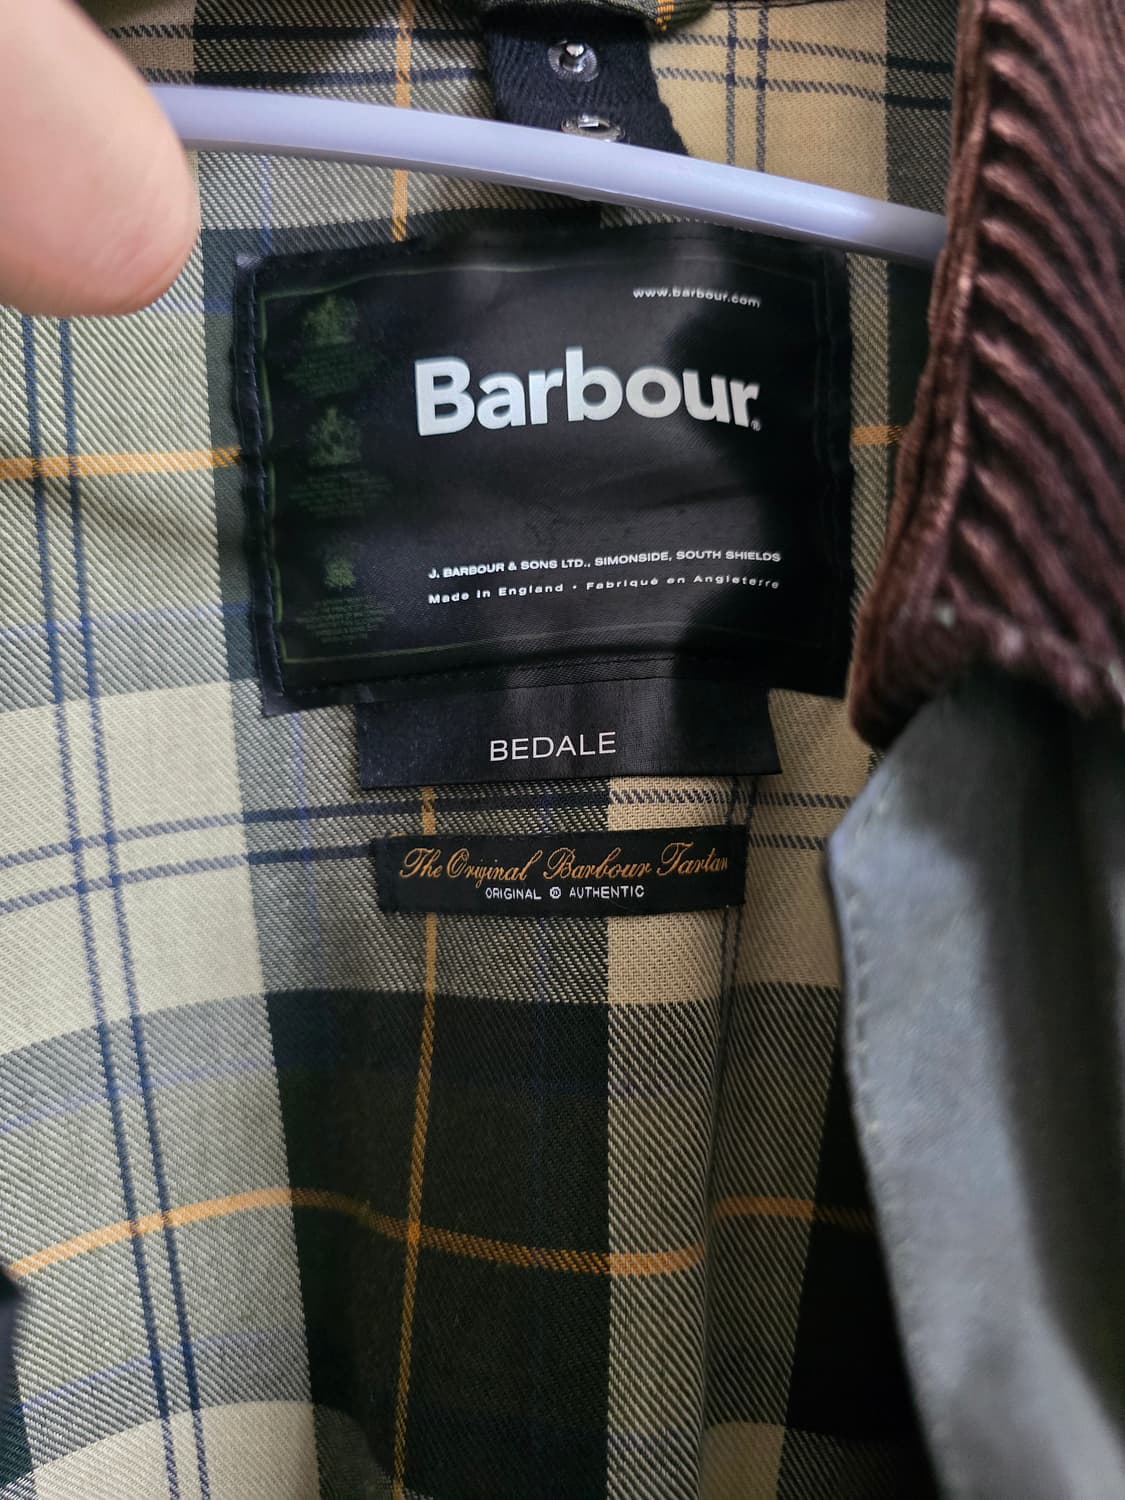 www.barbour.com
Barbour®
J. BARBOUR & SONS LTD., SIMONSIDE, SOUTH SHIELDS
Made in England • Fabriqué en Angleterre
BEDALE
The Original Barbour Tartan
ORIGINAL ® AUTHENTIC